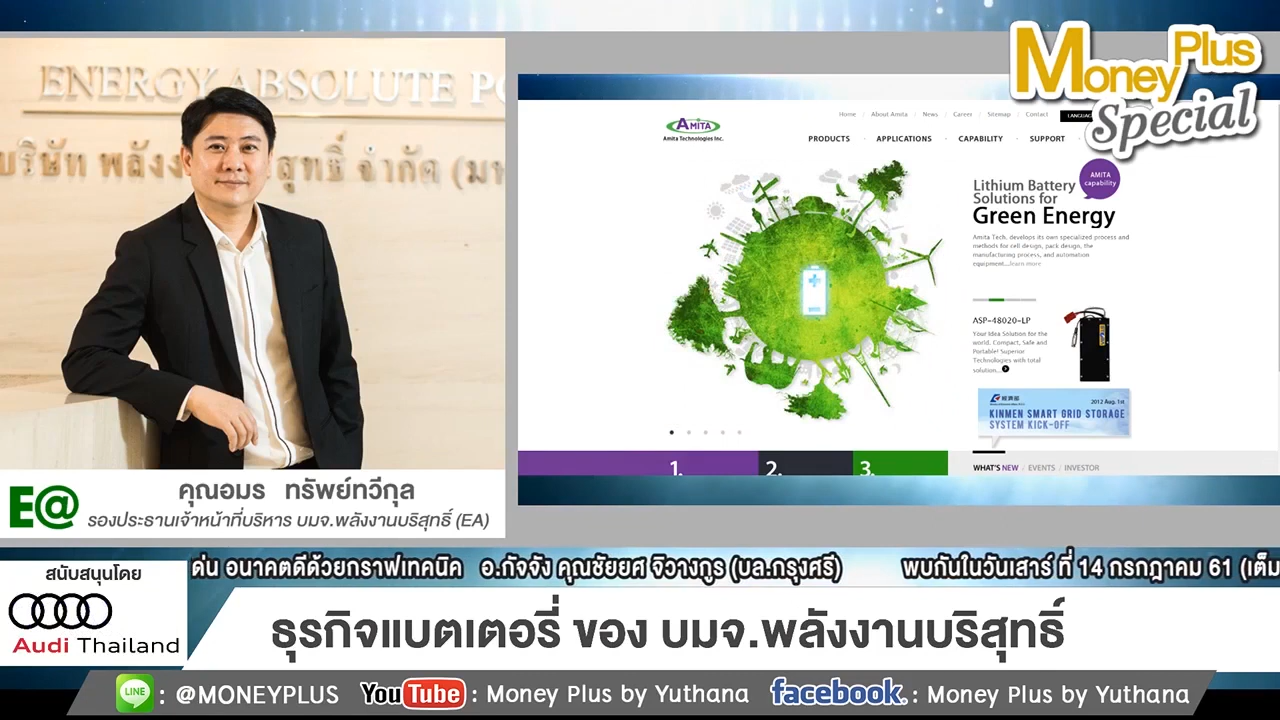 Money Plus
Special
ENERGY ABSOLUTE
บริษัท พลังง สุทธิ์ จำกัด (มห
AMITA
Amita Technologies Inc.
Home / About Amita / News / Career / Sitemap / Contact
LANGUAG
PRODUCTS · APPLICATIONS · CAPABILITY · SUPPORT ·
AMITA
capability
Lithium Battery
Solutions for
Green Energy
Amita Tech. develops its own specialized process and
methods for cell design, pack design, the
manufacturing process, and automation
equipment...learn more
ASP-48020-LP
Your Idea Solution for the
world. Compact, Safe and
Portable! Superior
Technologies with total
solution...
2012 Aug. 1st
KINMEN SMART GRID STORAGE
SYSTEM KICK-OFF
1. 2. 3.
WHAT'S NEW / EVENTS / INVESTOR
E@
คุณอมร ทรัพย์ทวีกุล
รองประธานเจ้าหน้าที่บริหาร บมจ.พลังงานบริสุทธิ์ (EA)
ด่น อนาคตดีด้วยกราฟเทคนิค อ.กัจจัง คุณชัยยศ จิวางกูร (บล.กรุงศรี) พบกันในวันเสาร์ ที่ 14 กรกฎาคม 61 (เต็ม
สนับสนุนโดย
Audi Thailand
ธุรกิจแบตเตอรี่ ของ บมจ.พลังงานบริสุทธิ์
LINE : @MONEYPLUS YouTube : Money Plus by Yuthana facebook. : Money Plus by Yuthana